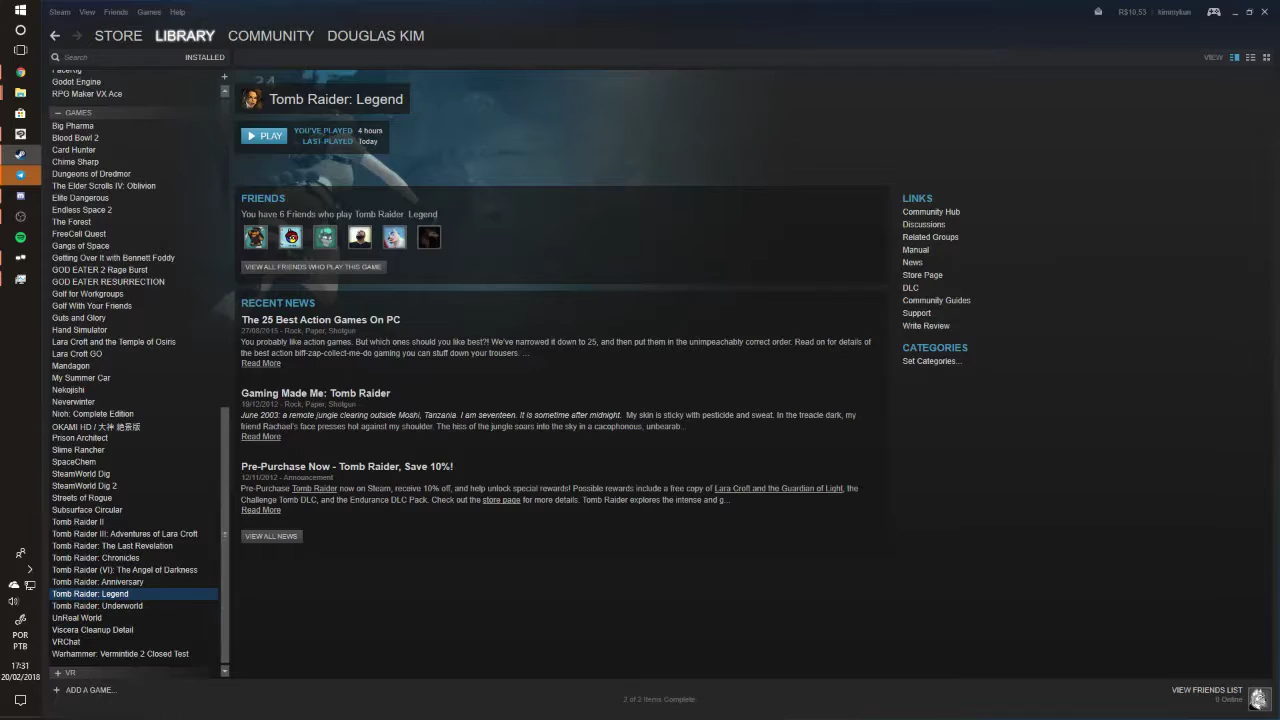 Steam View Friends Games Help
R$10,53 kimmykun
STORE LIBRARY COMMUNITY DOUGLAS KIM
Search INSTALLED
VIEW
FaceRig
Godot Engine
RPG Maker VX Ace
GAMES
Big Pharma
Blood Bowl 2
Card Hunter
Chime Sharp
Dungeons of Dredmor
The Elder Scrolls IV: Oblivion
Elite Dangerous
Endless Space 2
The Forest
FreeCell Quest
Gangs of Space
Getting Over It with Bennett Foddy
GOD EATER 2 Rage Burst
GOD EATER RESURRECTION
Golf for Workgroups
Golf With Your Friends
Guts and Glory
Hand Simulator
Lara Croft and the Temple of Osiris
Lara Croft GO
Mandagon
My Summer Car
Nekojishi
Neverwinter
Nioh: Complete Edition
OKAMI HD / 大神 絶景版
Prison Architect
Slime Rancher
SpaceChem
SteamWorld Dig
SteamWorld Dig 2
Streets of Rogue
Subsurface Circular
Tomb Raider II
Tomb Raider III: Adventures of Lara Croft
Tomb Raider: The Last Revelation
Tomb Raider: Chronicles
Tomb Raider (VI): The Angel of Darkness
Tomb Raider: Anniversary
Tomb Raider: Legend
Tomb Raider: Underworld
UnReal World
Viscera Cleanup Detail
VRChat
Warhammer: Vermintide 2 Closed Test
VR
ADD A GAME...
Tomb Raider: Legend
PLAY
YOU'VE PLAYED 4 hours
LAST PLAYED Today
FRIENDS
You have 6 Friends who play Tomb Raider: Legend
VIEW ALL FRIENDS WHO PLAY THIS GAME
RECENT NEWS
The 25 Best Action Games On PC
27/08/2015 - Rock, Paper, Shotgun
You probably like action games. But which ones should you like best?! We've narrowed it down to 25, and then put them in the unimpeachably correct order. Read on for details of
the best action biff-zap-collect-me-do gaming you can stuff down your trousers. ...
Read More
Gaming Made Me: Tomb Raider
19/12/2012 - Rock, Paper, Shotgun
June 2003: a remote jungle clearing outside Moshi, Tanzania. I am seventeen. It is sometime after midnight. My skin is sticky with pesticide and sweat. In the treacle dark, my
friend Rachael's face presses hot against my shoulder. The hiss of the jungle soars into the sky in a cacophonous, unbearab...
Read More
Pre-Purchase Now - Tomb Raider, Save 10%!
12/11/2012 - Announcement
Pre-Purchase Tomb Raider now on Steam, receive 10% off, and help unlock special rewards! Possible rewards include a free copy of Lara Croft and the Guardian of Light, the
Challenge Tomb DLC, and the Endurance DLC Pack. Check out the store page for more details. Tomb Raider explores the intense and g...
Read More
VIEW ALL NEWS
LINKS
Community Hub
Discussions
Related Groups
Manual
News
Store Page
DLC
Community Guides
Support
Write Review
CATEGORIES
Set Categories...
2 of 2 Items Complete
VIEW FRIENDS LIST
POR
PTB
17:31
20/02/2018